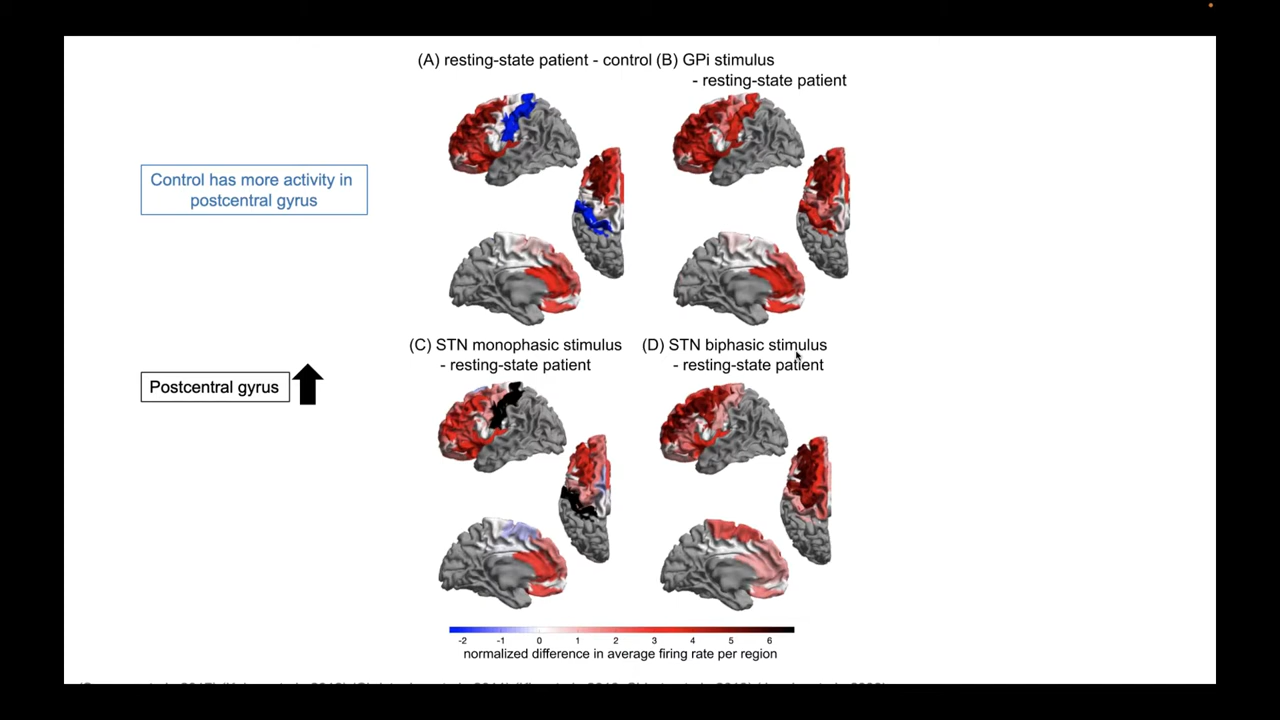 (A) resting-state patient - control (B) GPi stimulus
- resting-state patient
Control has more activity in
postcentral gyrus
(C) STN monophasic stimulus
- resting-state patient
(D) STN biphasic stimulus
- resting-state patient
Postcentral gyrus
-2 -1 0 1 2 3 4 5 6
normalized difference in average firing rate per region